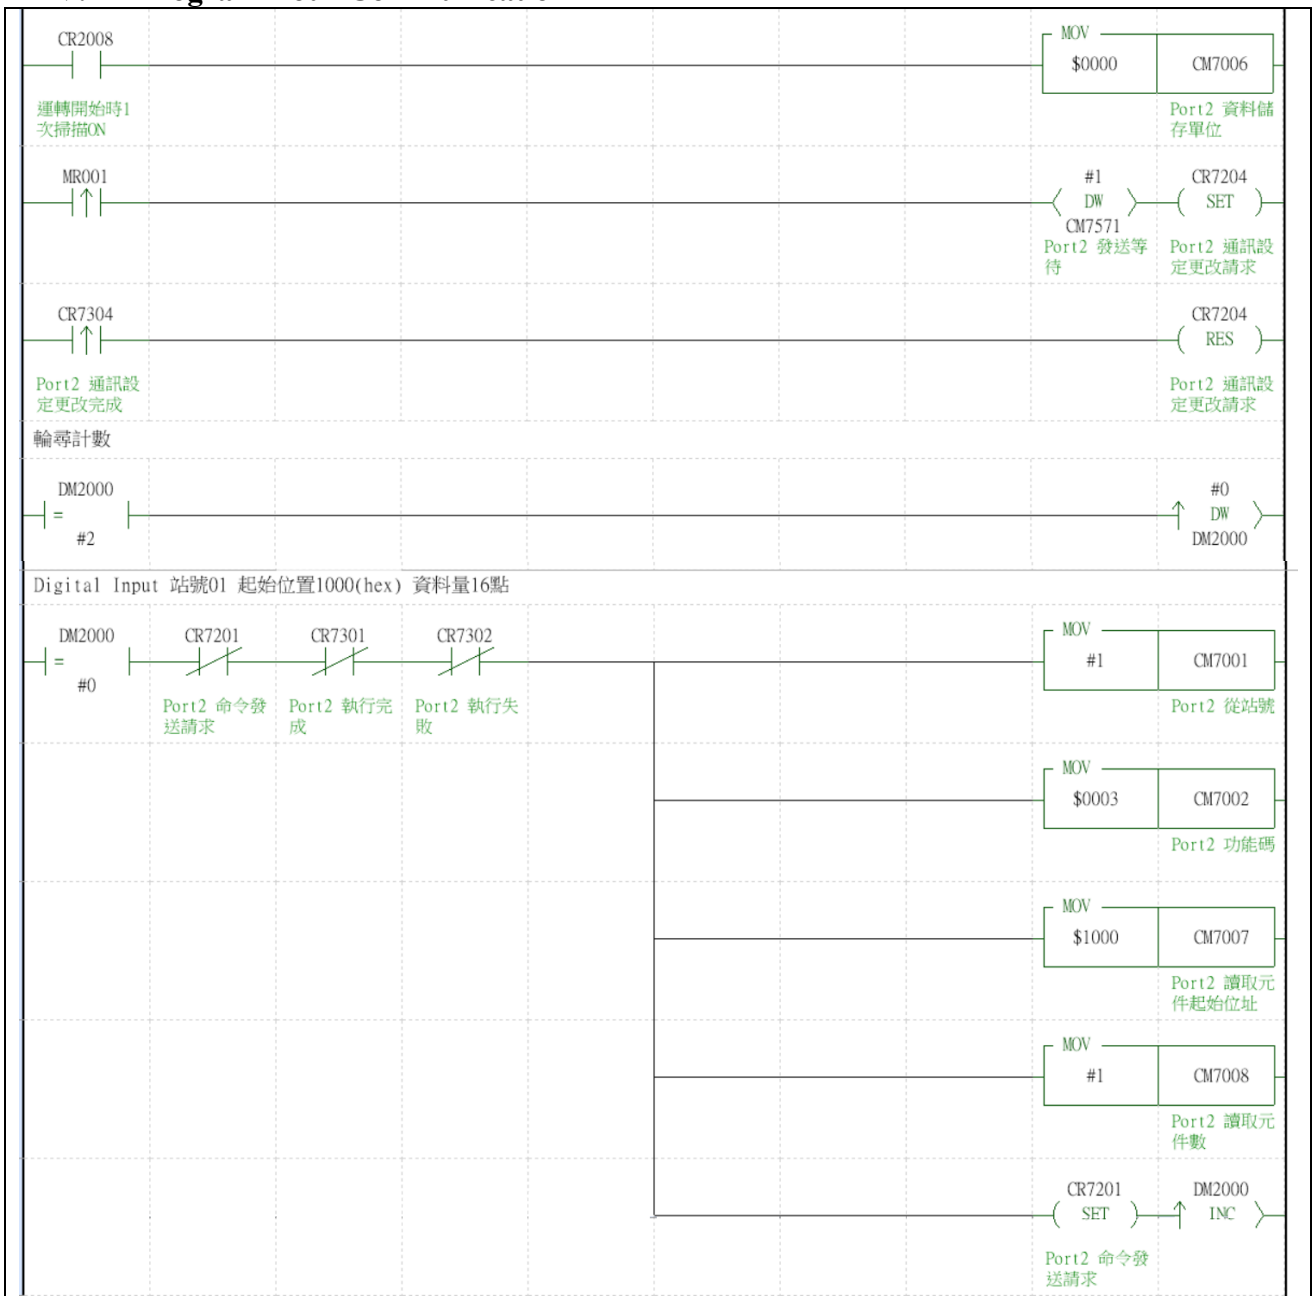 CR2008
MOV
$0000 CM7006
運轉開始時1
次掃描ON
Port2 資料儲
存單位
MR001
#1 CR7204
DW SET
CM7571
Port2 發送等
待
Port2 通訊設
定更改請求
CR7304 CR7204
RES
Port2 通訊設
定更改完成
Port2 通訊設
定更改請求
輪尋計數
DM2000
=
#2
#0
DW
DM2000
Digital Input 站號01 起始位置1000(hex) 資料量16點
DM2000 CR7201 CR7301 CR7302
=
#0
Port2 命令發
送請求
Port2 執行完
成
Port2 執行失
敗
MOV
#1 CM7001
Port2 從站號
MOV
$0003 CM7002
Port2 功能碼
MOV
$1000 CM7007
Port2 讀取元
件起始位址
MOV
#1 CM7008
Port2 讀取元
件數
CR7201 DM2000
SET INC
Port2 命令發
送請求